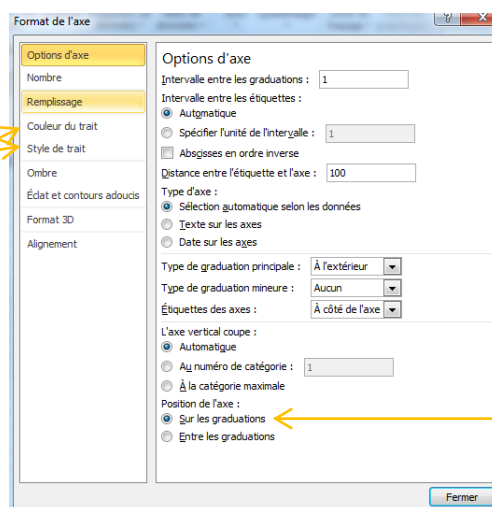 Format de l'axe
Options d'axe
Nombre
Remplissage
Couleur du trait
Style de trait
Ombre
Éclat et contours adoucis
Format 3D
Alignement
Options d'axe
Intervalle entre les graduations : 1
Intervalle entre les étiquettes :
Automatique
Spécifier l'unité de l'intervalle : 1
Abscisses en ordre inverse
Distance entre l'étiquette et l'axe : 100
Type d'axe :
Sélection automatique selon les données
Texte sur les axes
Date sur les axes
Type de graduation principale : À l'extérieur
Type de graduation mineure : Aucun
Étiquettes des axes : À côté de l'axe
L'axe vertical coupe :
Automatique
Au numéro de catégorie : 1
À la catégorie maximale
Position de l'axe :
Sur les graduations
Entre les graduations
Fermer